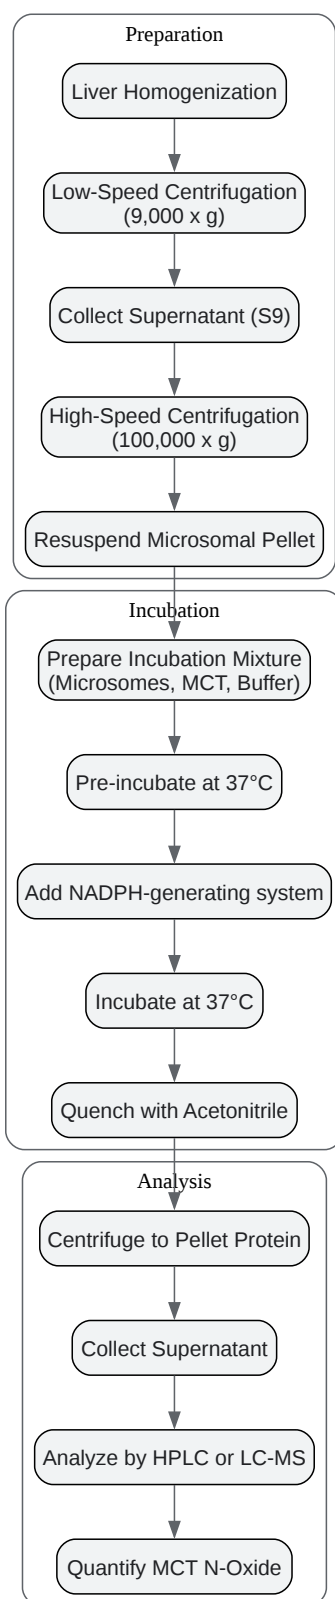 Preparation
Liver Homogenization
Low-Speed Centrifugation
(9,000 x g)
Collect Supernatant (S9)
High-Speed Centrifugation
(100,000 x g)
Resuspend Microsomal Pellet
Incubation
Prepare Incubation Mixture
(Microsomes, MCT, Buffer)
Pre-incubate at 37°C
Add NADPH-generating system
Incubate at 37°C
Quench with Acetonitrile
Analysis
Centrifuge to Pellet Protein
Collect Supernatant
Analyze by HPLC or LC-MS
Quantify MCT N-Oxide